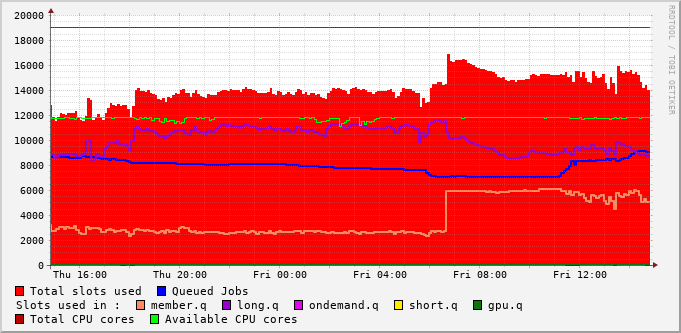 20000
18000
16000
14000
12000
10000
8000
6000
4000
2000
0
Thu 16:00 Thu 20:00 Fri 00:00 Fri 04:00 Fri 08:00 Fri 12:00
RRDTOOL / TOBI OETIKER
Total slots used Queued Jobs
Slots used in : member.q long.q ondemand.q short.q gpu.q
Total CPU cores Available CPU cores